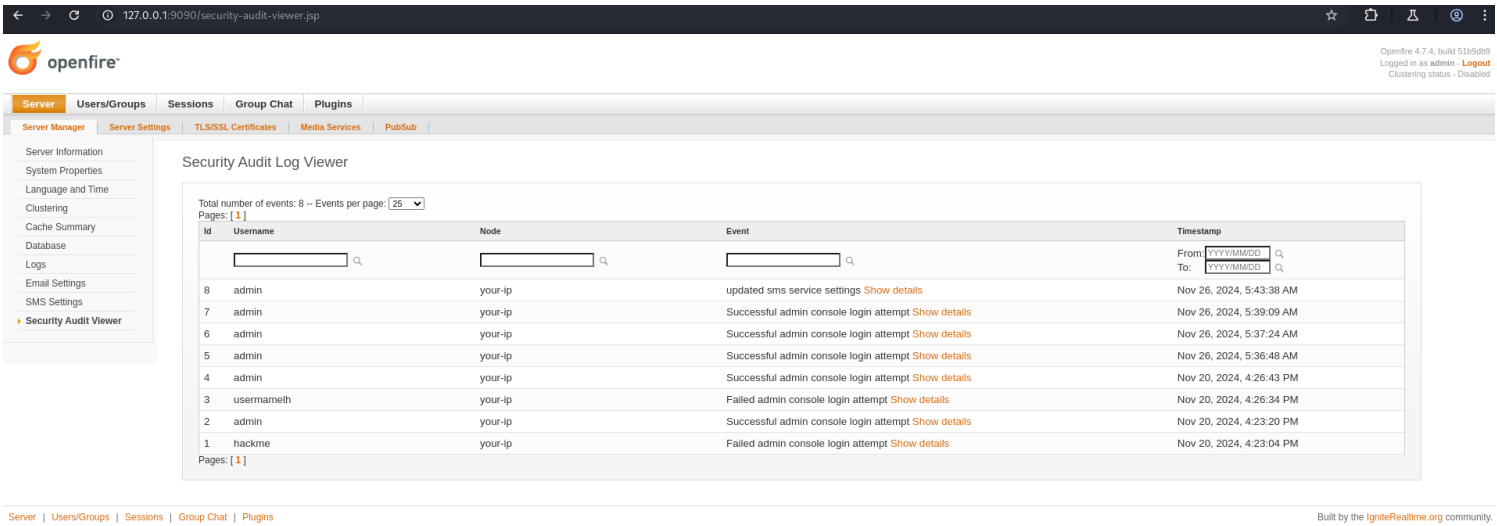 127.0.0.1:9090/security-audit-viewer.jsp
openfire
Openfire 4.7.4, build 51b9db9
Logged in as admin - Logout
Clustering status - Disabled
Server Users/Groups Sessions Group Chat Plugins
Server Manager Server Settings TLS/SSL Certificates Media Services PubSub
Server Information
System Properties
Language and Time
Clustering
Cache Summary
Database
Logs
Email Settings
SMS Settings
Security Audit Viewer
Security Audit Log Viewer
Total number of events: 8 -- Events per page: 25
Pages: [ 1 ]
Id Username Node Event Timestamp
From: YYYY/MM/DD
To: YYYY/MM/DD
8 admin your-ip updated sms service settings Show details Nov 26, 2024, 5:43:38 AM
7 admin your-ip Successful admin console login attempt Show details Nov 26, 2024, 5:39:09 AM
6 admin your-ip Successful admin console login attempt Show details Nov 26, 2024, 5:37:24 AM
5 admin your-ip Successful admin console login attempt Show details Nov 26, 2024, 5:36:48 AM
4 admin your-ip Successful admin console login attempt Show details Nov 20, 2024, 4:26:43 PM
3 usermamelh your-ip Failed admin console login attempt Show details Nov 20, 2024, 4:26:34 PM
2 admin your-ip Successful admin console login attempt Show details Nov 20, 2024, 4:23:20 PM
1 hackme your-ip Failed admin console login attempt Show details Nov 20, 2024, 4:23:04 PM
Pages: [ 1 ]
Server | Users/Groups | Sessions | Group Chat | Plugins
Built by the IgniteRealtime.org community.